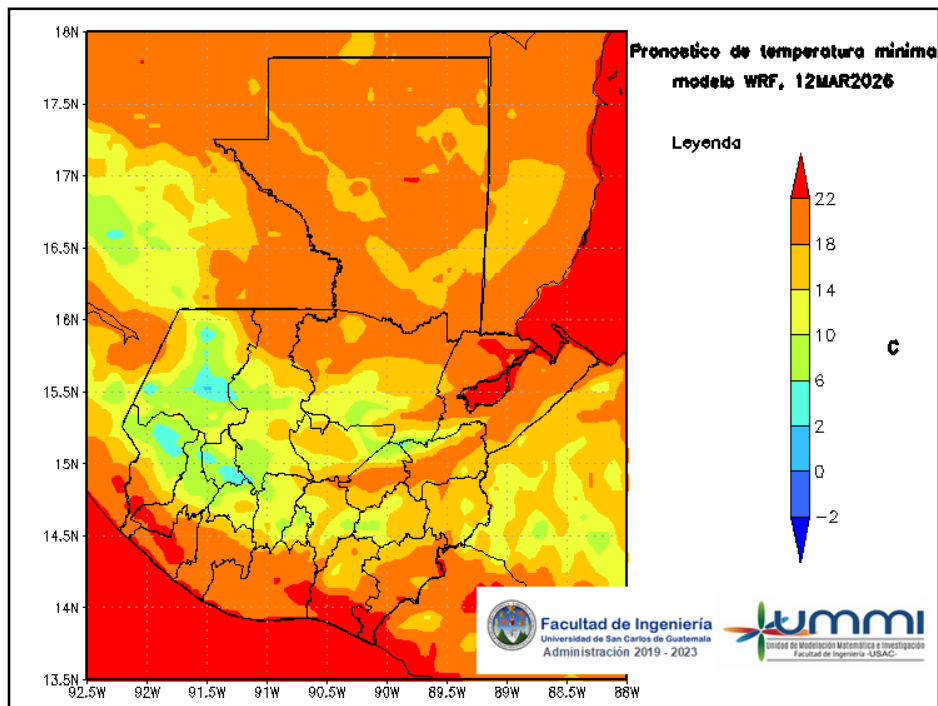 Pronostico de temperatura minima
modelo WRF, 12MAR2026
Leyenda
22
18
14
10
6
2
0
−2
C
18N
17.5N
17N
16.5N
16N
15.5N
15N
14.5N
14N
13.5N
92.5W
92W
91.5W
91W
90.5W
90W
89.5W
89W
88.5W
88W
Facultad de Ingeniería
Universidad de San Carlos de Guatemala
Administración 2019 - 2023
ummi
Unidad de Modelación Matemática e Investigación
Facultad de Ingeniería -USAC-